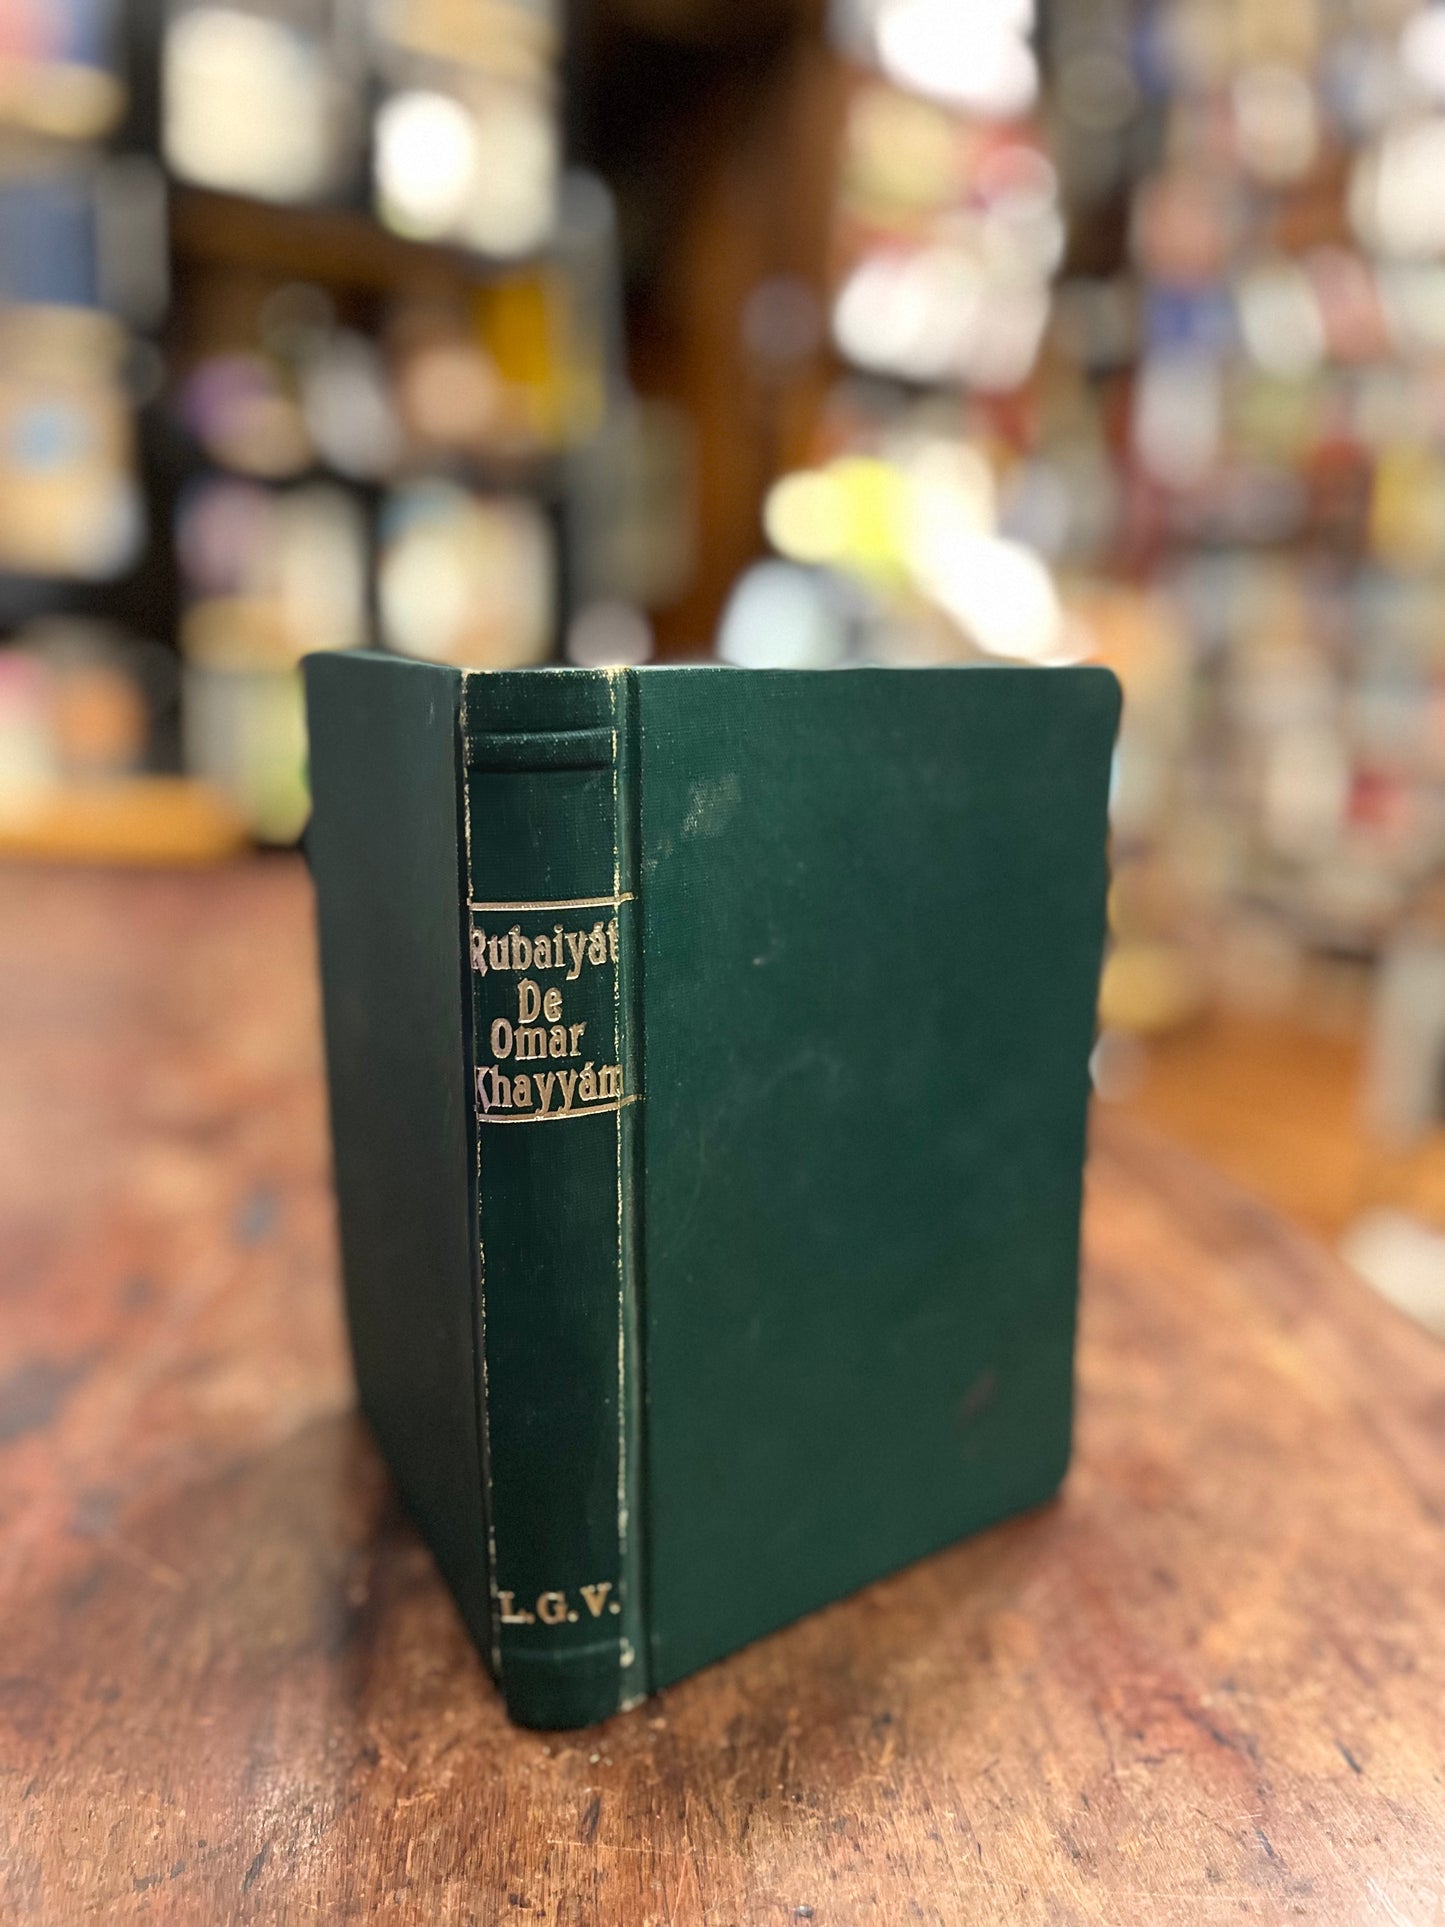 Rubaiyát
De
Omar
Khayyám
L.G.V.